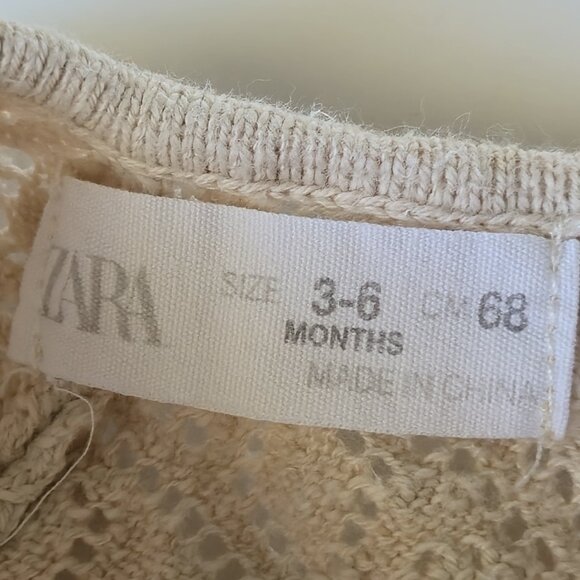 ZARA SIZE 3-6 CM 68
MONTHS
MADE IN CHINA